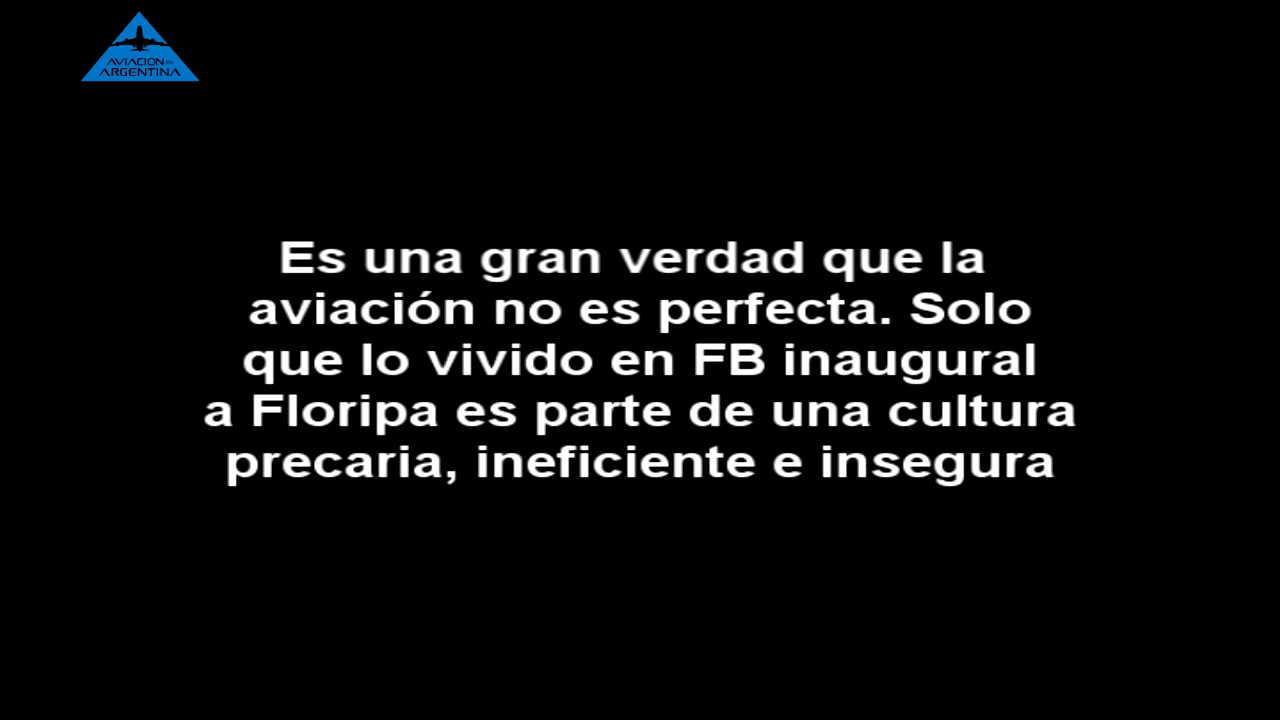 AVIACION EN
ARGENTINA
Es una gran verdad que la
aviación no es perfecta. Solo
que lo vivido en FB inaugural
a Floripa es parte de una cultura
precaria, ineficiente e insegura